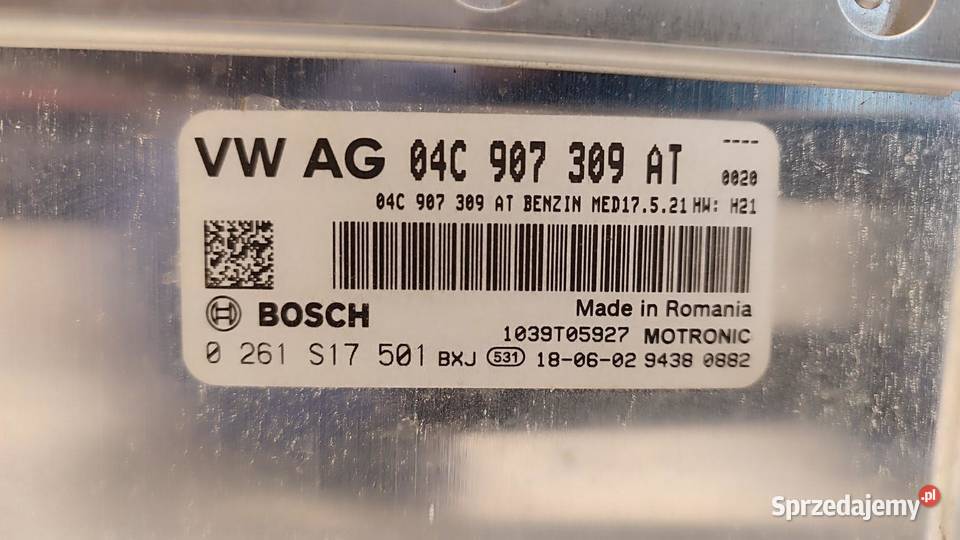 VW AG 04C 907 309 AT ----
0020
04C 907 309 AT BENZIN MED17.5.21 HW: H21
BOSCH
Made in Romania
1039T05927 MOTRONIC
0 261 S17 501 BXJ 531 18-06-02 9438 0882
Sprzedajemy.pl